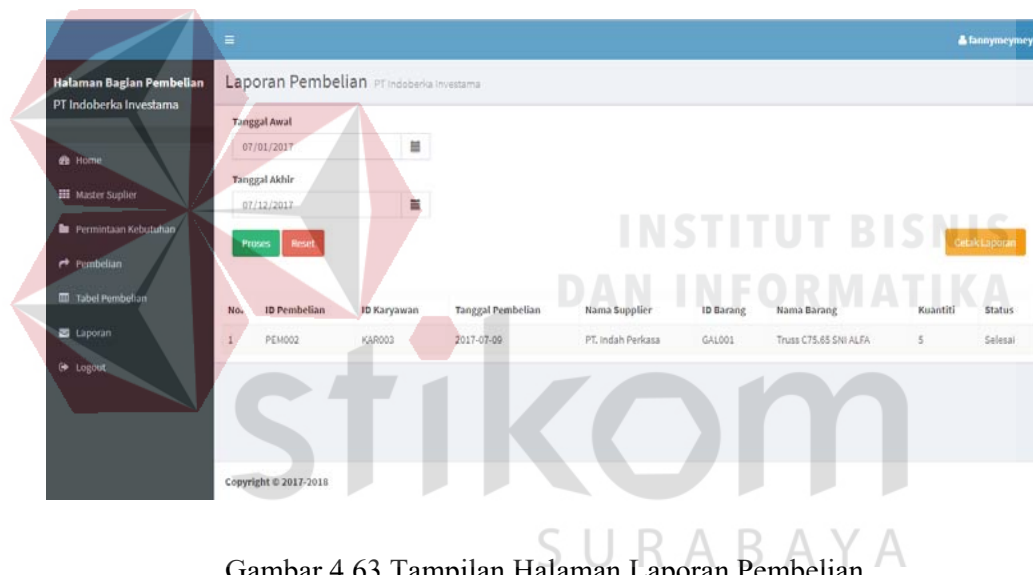 fannymeymey
Halaman Bagian Pembelian
PT Indoberka Investama
Laporan Pembelian PT Indoberka Investama
Home
Master Suplier
Permintaan Kebutuhan
Pembelian
Tabel Pembelian
Laporan
Logout
Tanggal Awal
07/01/2017
Tanggal Akhir
07/12/2017
Proses Reset
Cetak Laporan
INSTITUT BISNIS
DAN INFORMATIKA
No. ID Pembelian ID Karyawan Tanggal Pembelian Nama Supplier ID Barang Nama Barang Kuantiti Status
1 PEM002 KAR003 2017-07-09 PT. Indah Perkasa GAL001 Truss C75.65 SNI ALFA 5 Selesai
stikom
Copyright © 2017-2018
SURABAYA
Gambar 4.63 Tampilan Halaman Laporan Pembelian